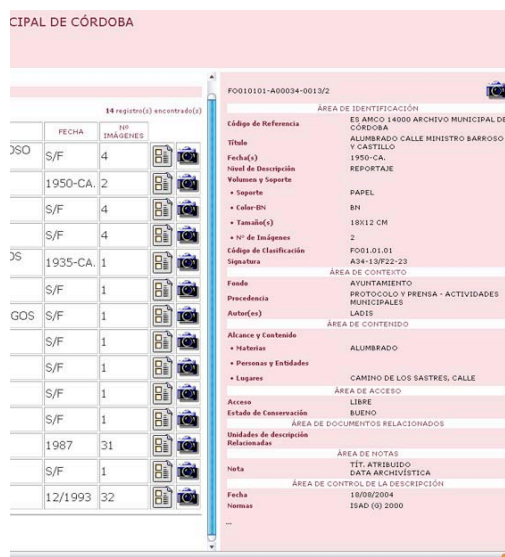 CIPAL DE CÓRDOBA
14 registro(s) encontrado(s)
FECHA Nº IMÁGENES
OSO S/F 4
1950-CA. 2
S/F 4
S/F 4
OS 1935-CA. 1
S/F 1
GOS S/F 1
S/F 1
S/F 1
S/F 1
S/F 1
1987 31
S/F 1
12/1993 32
FO010101-A00034-0013/2
ÁREA DE IDENTIFICACIÓN
Código de Referencia ES AMCO 14000 ARCHIVO MUNICIPAL DE
CÓRDOBA
Título ALUMBRADO CALLE MINISTRO BARROSO
Y CASTILLO
Fecha(s) 1950-CA.
Nivel de Descripción REPORTAJE
Volumen y Soporte
• Soporte PAPEL
• Color-BN BN
• Tamaño(s) 18X12 CM
• Nº de Imágenes 2
Código de Clasificación FO01.01.01
Signatura A34-13/F22-23
ÁREA DE CONTEXTO
Fondo AYUNTAMIENTO
Procedencia PROTOCOLO Y PRENSA - ACTIVIDADES
MUNICIPALES
Autor(es) LADIS
ÁREA DE CONTENIDO
Alcance y Contenido
• Materias ALUMBRADO
• Personas y Entidades
• Lugares CAMINO DE LOS SASTRES, CALLE
ÁREA DE ACCESO
Acceso LIBRE
Estado de Conservación BUENO
ÁREA DE DOCUMENTOS RELACIONADOS
Unidades de descripción
Relacionadas
ÁREA DE NOTAS
Nota TÍT. ATRIBUIDO
DATA ARCHIVÍSTICA
ÁREA DE CONTROL DE LA DESCRIPCIÓN
Fecha 18/08/2004
Normas ISAD (G) 2000
...